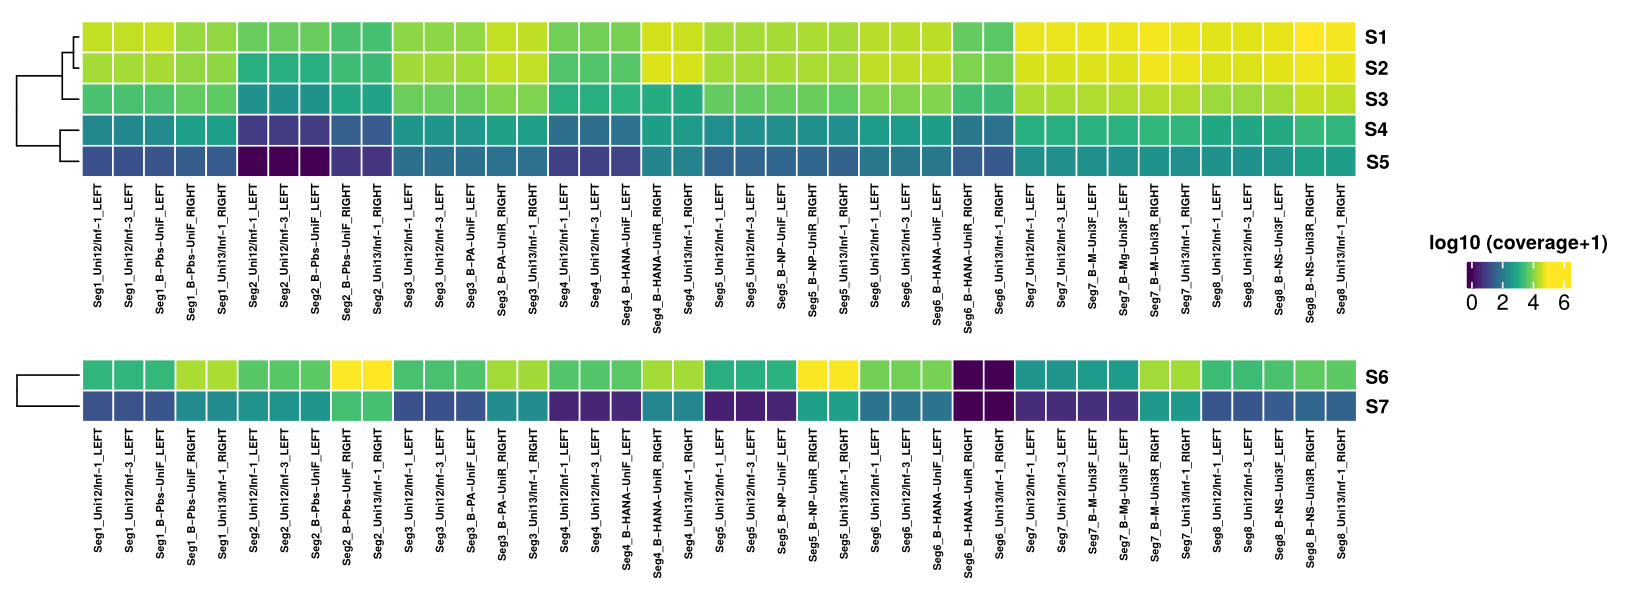 S1
S2
S3
S4
S5
Seg1_Uni12/Inf-1_LEFT
Seg1_Uni12/Inf-3_LEFT
Seg1_B-Pbs-UniF_LEFT
Seg1_B-Pbs-UniF_RIGHT
Seg1_Uni13/Inf-1_RIGHT
Seg2_Uni12/Inf-1_LEFT
Seg2_Uni12/Inf-3_LEFT
Seg2_B-Pbs-UniF_LEFT
Seg2_B-Pbs-UniF_RIGHT
Seg2_Uni13/Inf-1_RIGHT
Seg3_Uni12/Inf-1_LEFT
Seg3_Uni12/Inf-3_LEFT
Seg3_B-PA-UniF_LEFT
Seg3_B-PA-UniR_RIGHT
Seg3_Uni13/Inf-1_RIGHT
Seg4_Uni12/Inf-1_LEFT
Seg4_Uni12/Inf-3_LEFT
Seg4_B-HANA-UniF_LEFT
Seg4_B-HANA-UniR_RIGHT
Seg4_Uni13/Inf-1_RIGHT
Seg5_Uni12/Inf-1_LEFT
Seg5_Uni12/Inf-3_LEFT
Seg5_B-NP-UniF_LEFT
Seg5_B-NP-UniR_RIGHT
Seg5_Uni13/Inf-1_RIGHT
Seg6_Uni12/Inf-1_LEFT
Seg6_Uni12/Inf-3_LEFT
Seg6_B-HANA-UniF_LEFT
Seg6_B-HANA-UniR_RIGHT
Seg6_Uni13/Inf-1_RIGHT
Seg7_Uni12/Inf-1_LEFT
Seg7_Uni12/Inf-3_LEFT
Seg7_B-M-Uni3F_LEFT
Seg7_B-Mg-Uni3F_LEFT
Seg7_B-M-Uni3R_RIGHT
Seg7_Uni13/Inf-1_RIGHT
Seg8_Uni12/Inf-1_LEFT
Seg8_Uni12/Inf-3_LEFT
Seg8_B-NS-Uni3F_LEFT
Seg8_B-NS-Uni3R_RIGHT
Seg8_Uni13/Inf-1_RIGHT
log10 (coverage+1)
0 2 4 6
S6
S7
Seg1_Uni12/Inf-1_LEFT
Seg1_Uni12/Inf-3_LEFT
Seg1_B-Pbs-UniF_LEFT
Seg1_B-Pbs-UniF_RIGHT
Seg1_Uni13/Inf-1_RIGHT
Seg2_Uni12/Inf-1_LEFT
Seg2_Uni12/Inf-3_LEFT
Seg2_B-Pbs-UniF_LEFT
Seg2_B-Pbs-UniF_RIGHT
Seg2_Uni13/Inf-1_RIGHT
Seg3_Uni12/Inf-1_LEFT
Seg3_Uni12/Inf-3_LEFT
Seg3_B-PA-UniF_LEFT
Seg3_B-PA-UniR_RIGHT
Seg3_Uni13/Inf-1_RIGHT
Seg4_Uni12/Inf-1_LEFT
Seg4_Uni12/Inf-3_LEFT
Seg4_B-HANA-UniF_LEFT
Seg4_B-HANA-UniR_RIGHT
Seg4_Uni13/Inf-1_RIGHT
Seg5_Uni12/Inf-1_LEFT
Seg5_Uni12/Inf-3_LEFT
Seg5_B-NP-UniF_LEFT
Seg5_B-NP-UniR_RIGHT
Seg5_Uni13/Inf-1_RIGHT
Seg6_Uni12/Inf-1_LEFT
Seg6_Uni12/Inf-3_LEFT
Seg6_B-HANA-UniF_LEFT
Seg6_B-HANA-UniR_RIGHT
Seg6_Uni13/Inf-1_RIGHT
Seg7_Uni12/Inf-1_LEFT
Seg7_Uni12/Inf-3_LEFT
Seg7_B-M-Uni3F_LEFT
Seg7_B-Mg-Uni3F_LEFT
Seg7_B-M-Uni3R_RIGHT
Seg7_Uni13/Inf-1_RIGHT
Seg8_Uni12/Inf-1_LEFT
Seg8_Uni12/Inf-3_LEFT
Seg8_B-NS-Uni3F_LEFT
Seg8_B-NS-Uni3R_RIGHT
Seg8_Uni13/Inf-1_RIGHT